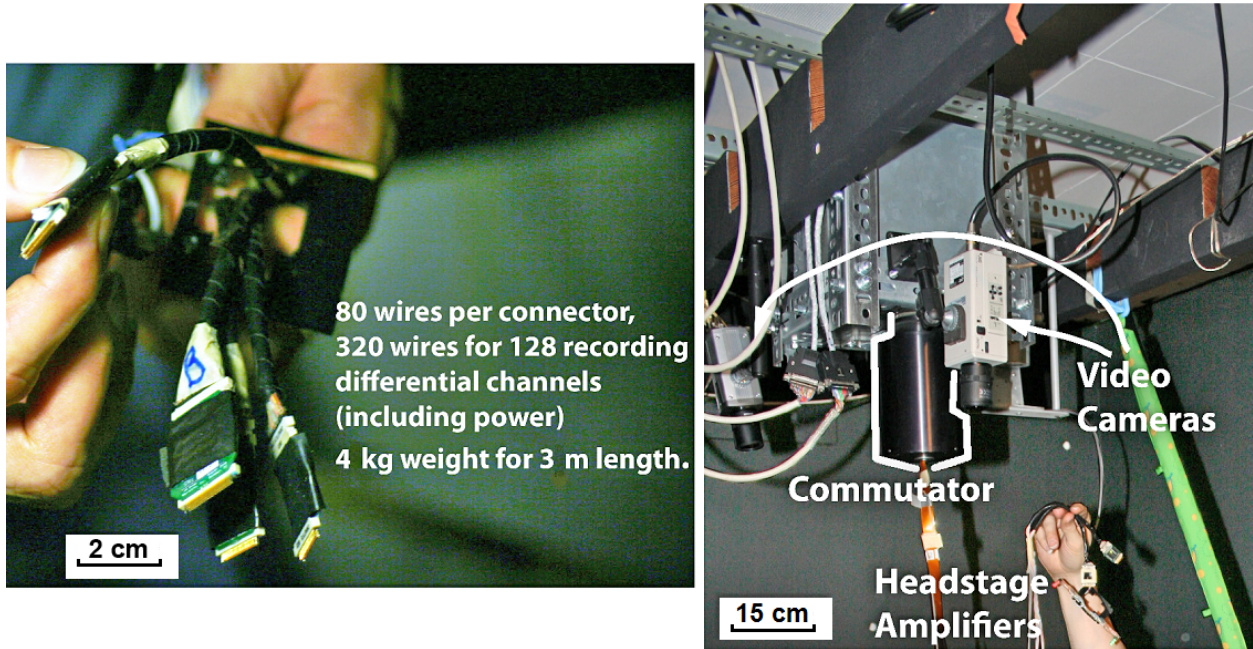 80 wires per connector,
320 wires for 128 recording
differential channels
(including power)
4 kg weight for 3 m length.
2 cm
Video
Cameras
Commutator
Headstage
Amplifiers
15 cm